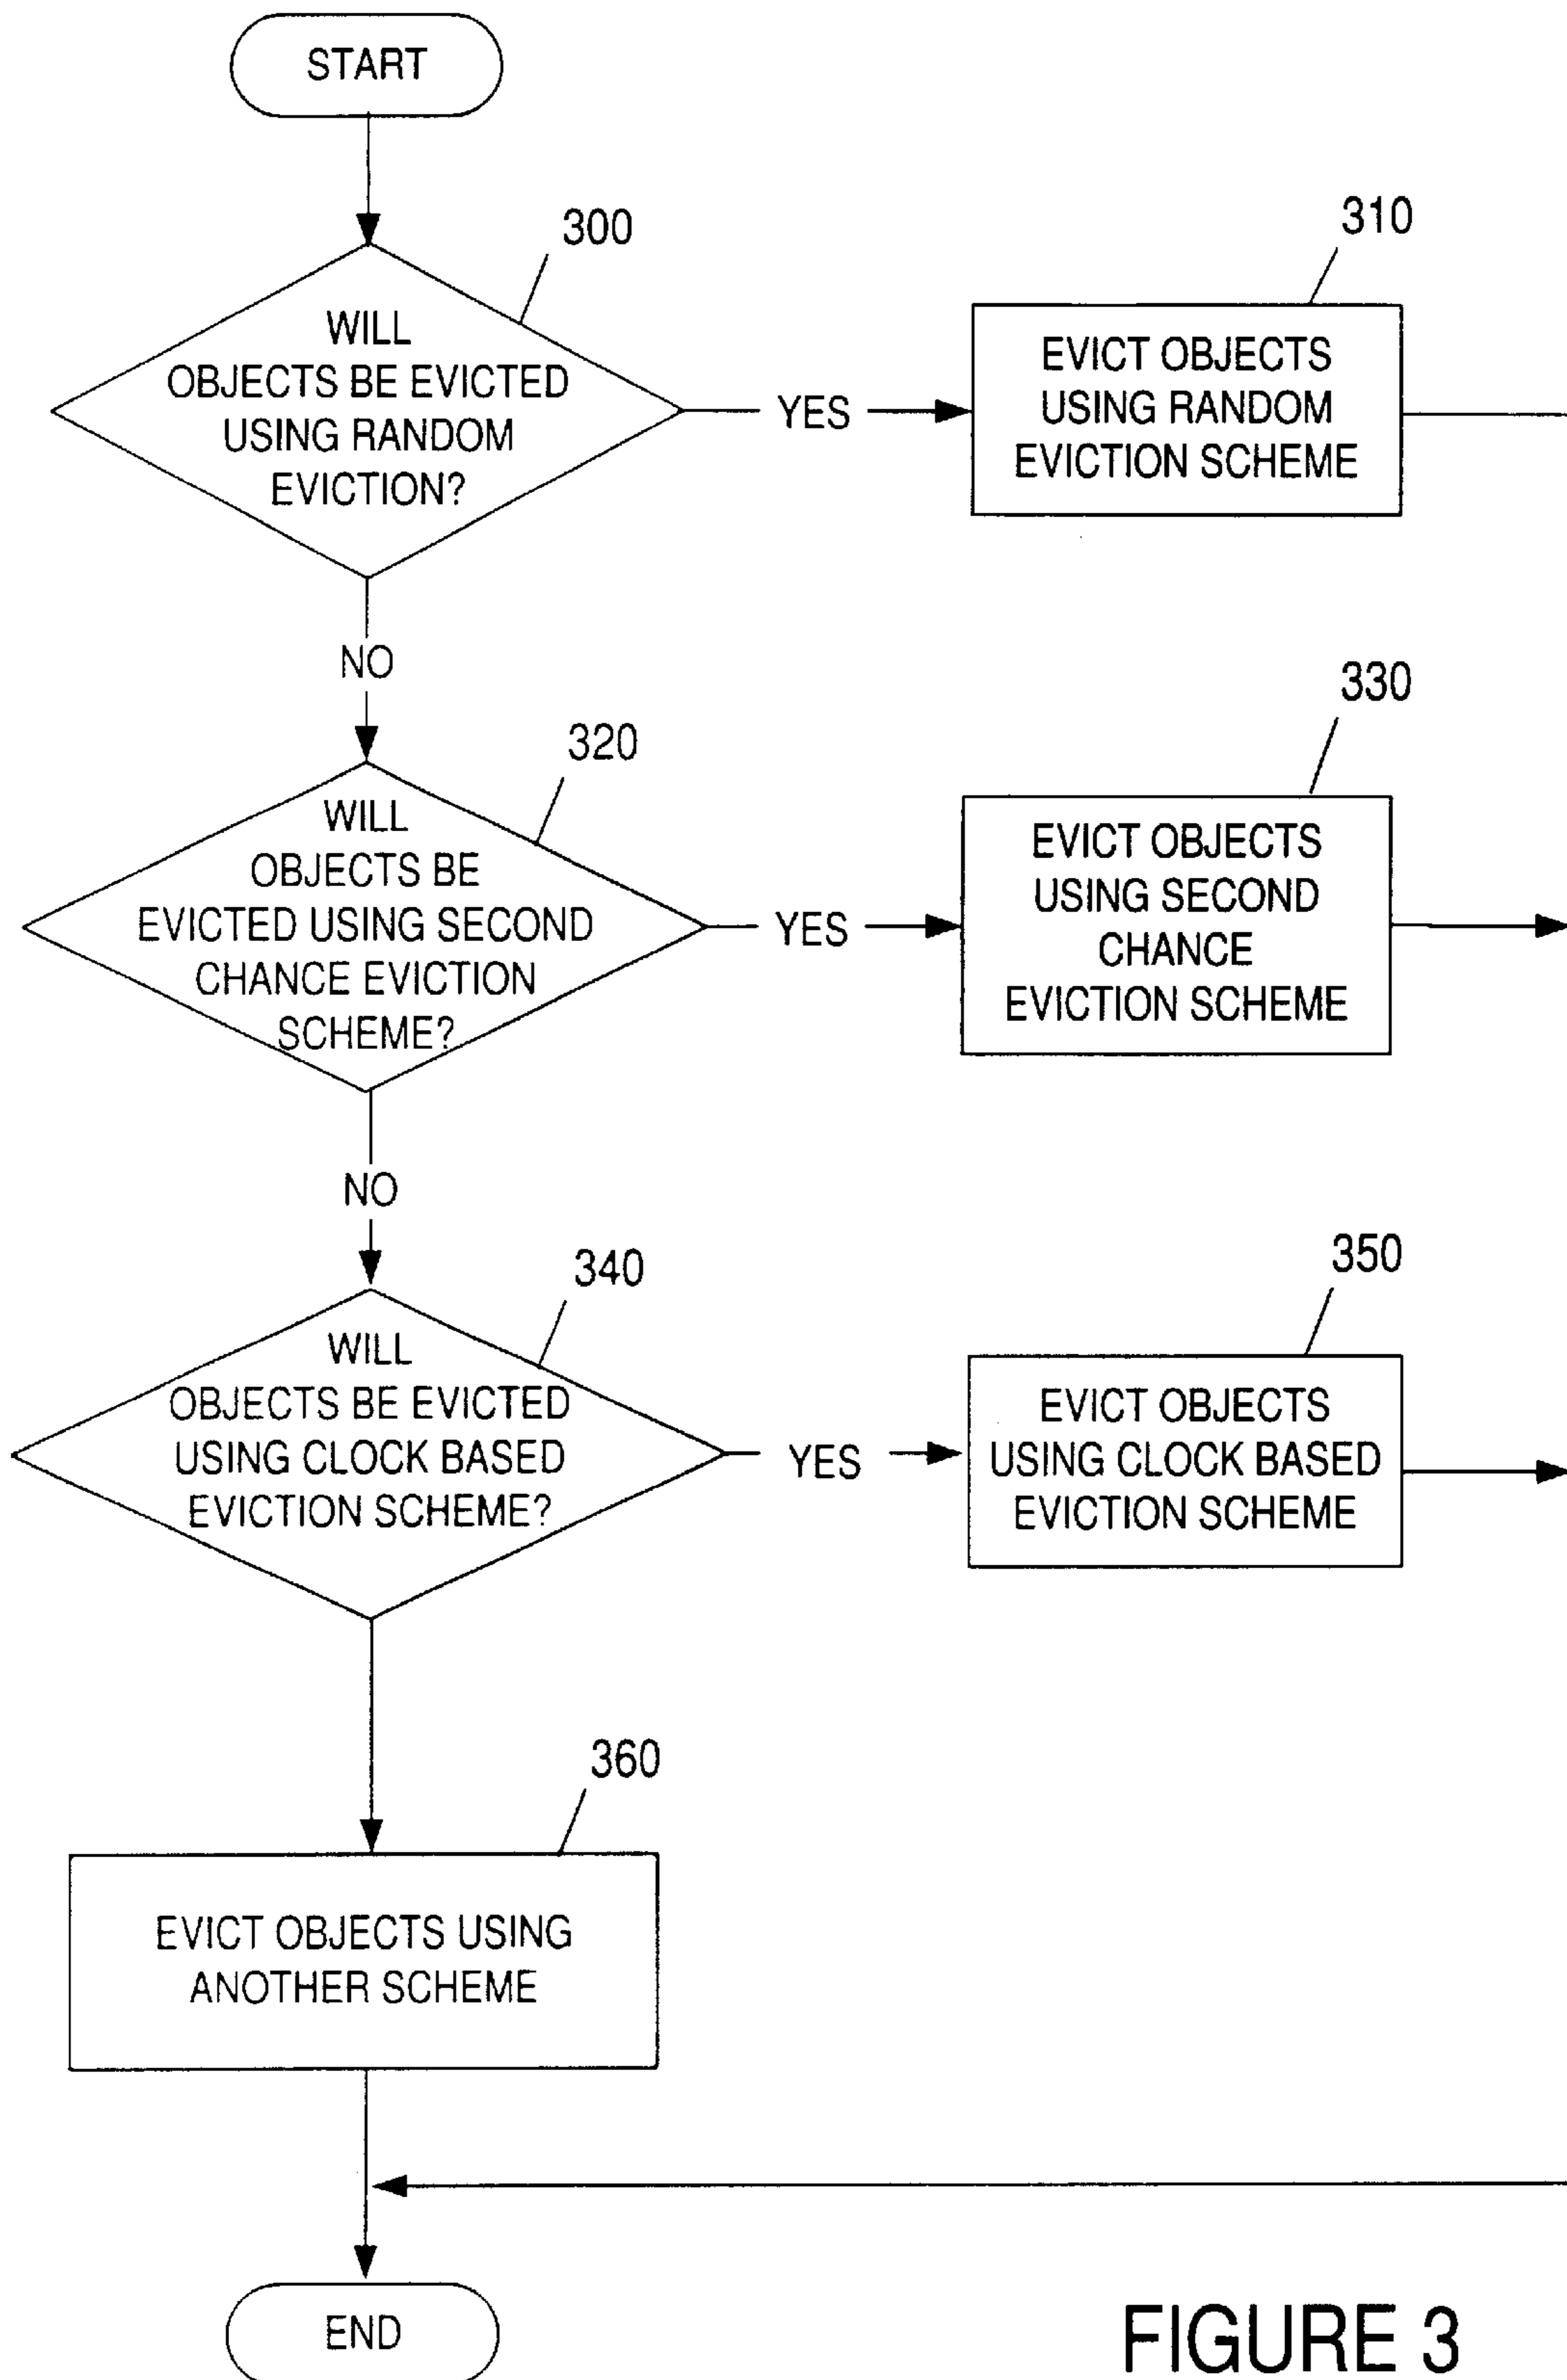 START
300
WILL
OBJECTS BE EVICTED
USING RANDOM
EVICTION?
YES
310
EVICT OBJECTS
USING RANDOM
EVICTION SCHEME
NO
320
WILL
OBJECTS BE
EVICTED USING SECOND
CHANCE EVICTION
SCHEME?
YES
330
EVICT OBJECTS
USING SECOND
CHANCE
EVICTION SCHEME
NO
340
WILL
OBJECTS BE EVICTED
USING CLOCK BASED
EVICTION SCHEME?
YES
350
EVICT OBJECTS
USING CLOCK BASED
EVICTION SCHEME
360
EVICT OBJECTS USING
ANOTHER SCHEME
END
FIGURE 3